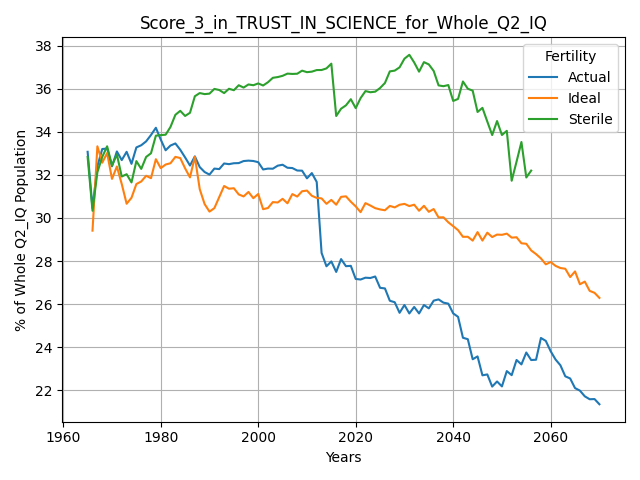 Score_3_in_TRUST_IN_SCIENCE_for_Whole_Q2_IQ
Fertility
Actual
Ideal
Sterile
% of Whole Q2_IQ Population
38
36
34
32
30
28
26
24
22
1960
1980
2000
2020
2040
2060
Years